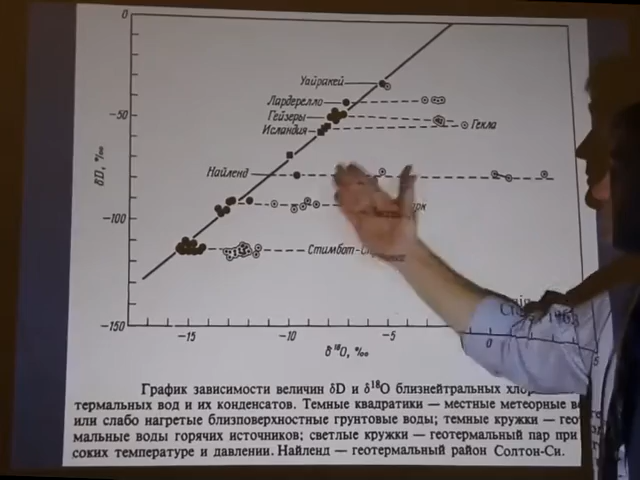 0
Уайракей
Лардерелло
-50
Гейзеры
Исландия
Гекла
δD, ‰
Найленд
-100
Стимбот-
-150
-15
-10
-5
0
5
δ¹⁸O, ‰
График зависимости величин δD и δ¹⁸O близнейтральных
термальных вод и их конденсатов. Темные квадратики — местные метеорные
или слабо нагретые близповерхностные грунтовые воды; темные кружки —
мальные воды горячих источников; светлые кружки — геотермальный пар при
соких температуре и давлении. Найленд — геотермальный район Солтон-Си.